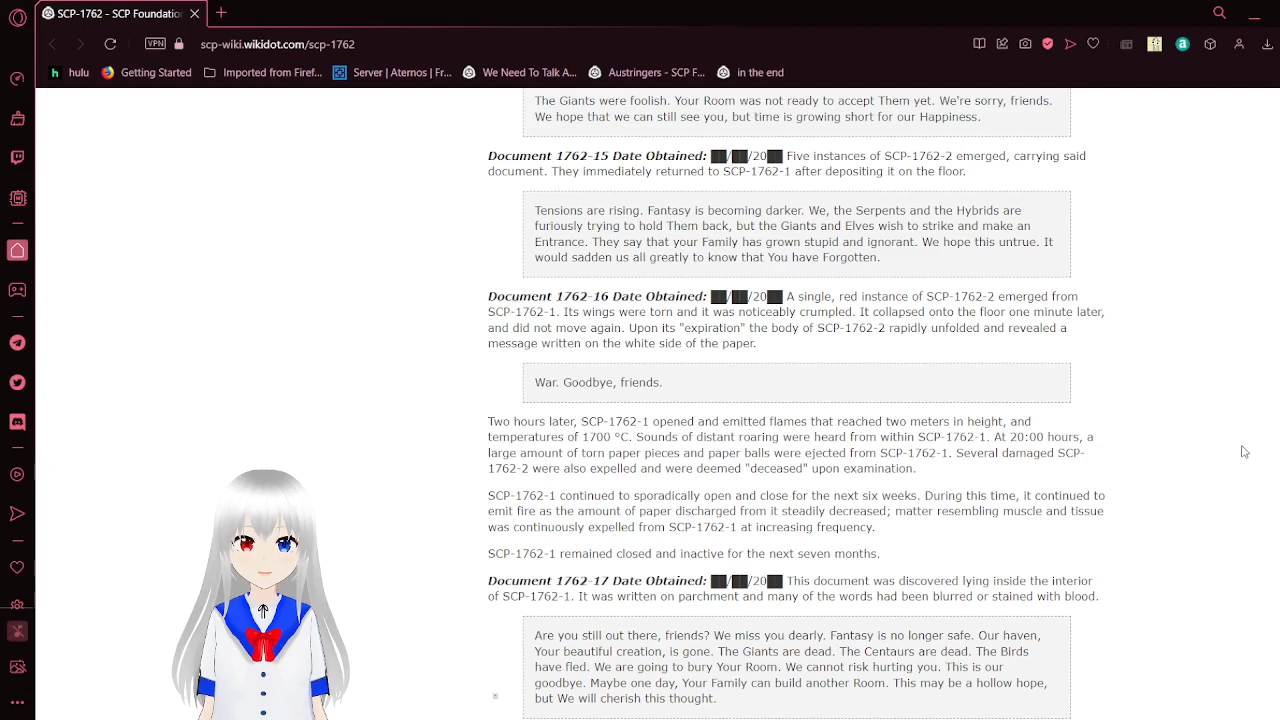 SCP-1762 - SCP Foundation
VPN
scp-wiki.wikidot.com/scp-1762
hulu
Getting Started
Imported from Firef...
Server | Aternos | Fr...
We Need To Talk A...
Austringers - SCP F...
in the end
The Giants were foolish. Your Room was not ready to accept Them yet. We're sorry, friends.
We hope that we can still see you, but time is growing short for our Happiness.
Document 1762-15 Date Obtained: ██/██/20██ Five instances of SCP-1762-2 emerged, carrying said
document. They immediately returned to SCP-1762-1 after depositing it on the floor.
Tensions are rising. Fantasy is becoming darker. We, the Serpents and the Hybrids are
furiously trying to hold Them back, but the Giants and Elves wish to strike and make an
Entrance. They say that your Family has grown stupid and ignorant. We hope this untrue. It
would sadden us all greatly to know that You have Forgotten.
Document 1762-16 Date Obtained: ██/██/20██ A single, red instance of SCP-1762-2 emerged from
SCP-1762-1. Its wings were torn and it was noticeably crumpled. It collapsed onto the floor one minute later,
and did not move again. Upon its "expiration" the body of SCP-1762-2 rapidly unfolded and revealed a
message written on the white side of the paper.
War. Goodbye, friends.
Two hours later, SCP-1762-1 opened and emitted flames that reached two meters in height, and
temperatures of 1700 °C. Sounds of distant roaring were heard from within SCP-1762-1. At 20:00 hours, a
large amount of torn paper pieces and paper balls were ejected from SCP-1762-1. Several damaged SCP-
1762-2 were also expelled and were deemed "deceased" upon examination.
SCP-1762-1 continued to sporadically open and close for the next six weeks. During this time, it continued to
emit fire as the amount of paper discharged from it steadily decreased; matter resembling muscle and tissue
was continuously expelled from SCP-1762-1 at increasing frequency.
SCP-1762-1 remained closed and inactive for the next seven months.
Document 1762-17 Date Obtained: ██/██/20██ This document was discovered lying inside the interior
of SCP-1762-1. It was written on parchment and many of the words had been blurred or stained with blood.
Are you still out there, friends? We miss you dearly. Fantasy is no longer safe. Our haven,
Your beautiful creation, is gone. The Giants are dead. The Centaurs are dead. The Birds
have fled. We are going to bury Your Room. We cannot risk hurting you. This is our
goodbye. Maybe one day, Your Family can build another Room. This may be a hollow hope,
but We will cherish this thought.